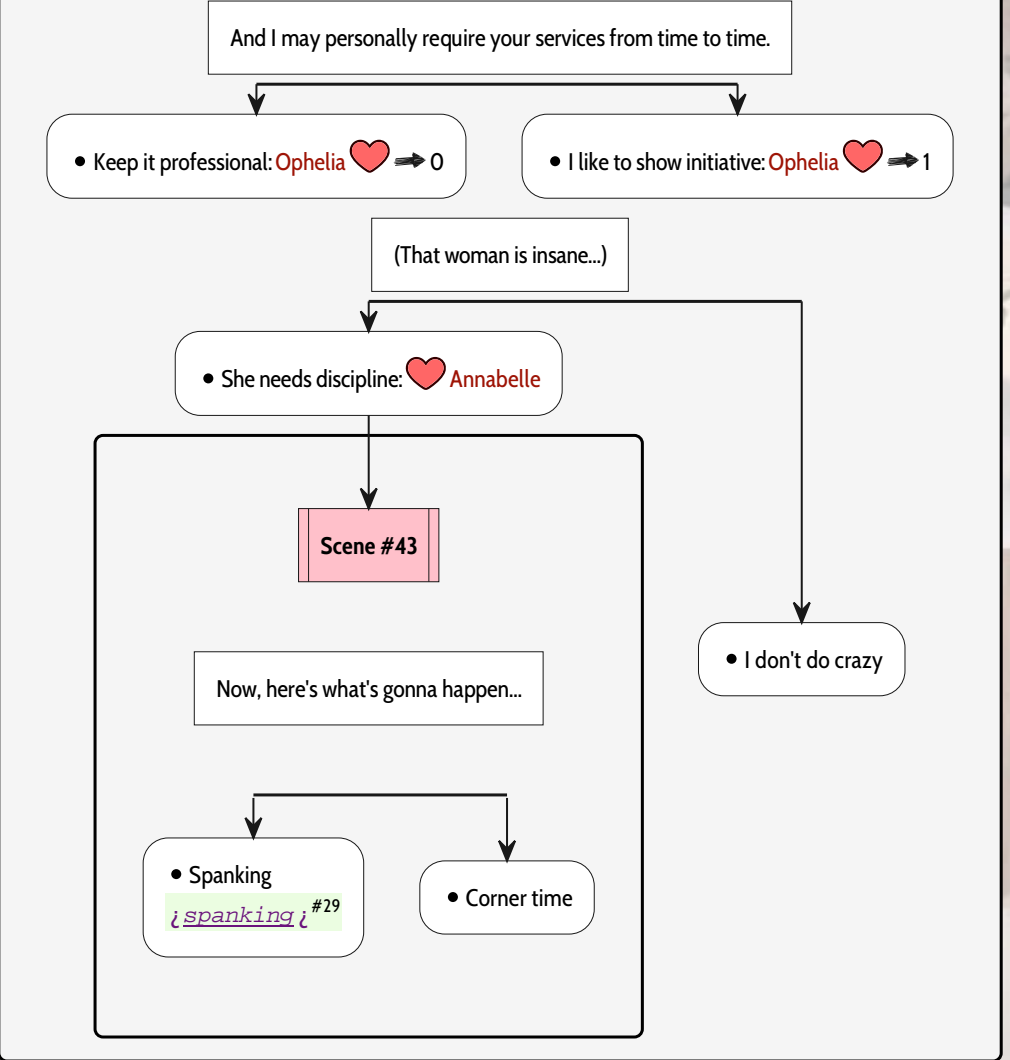 And I may personally require your services from time to time.
• Keep it professional: Ophelia 0
• I like to show initiative: Ophelia 1
(That woman is insane...)
• She needs discipline: Annabelle
Scene #43
• I don't do crazy
Now, here's what's gonna happen...
• Spanking
¿spanking¿ #29
• Corner time